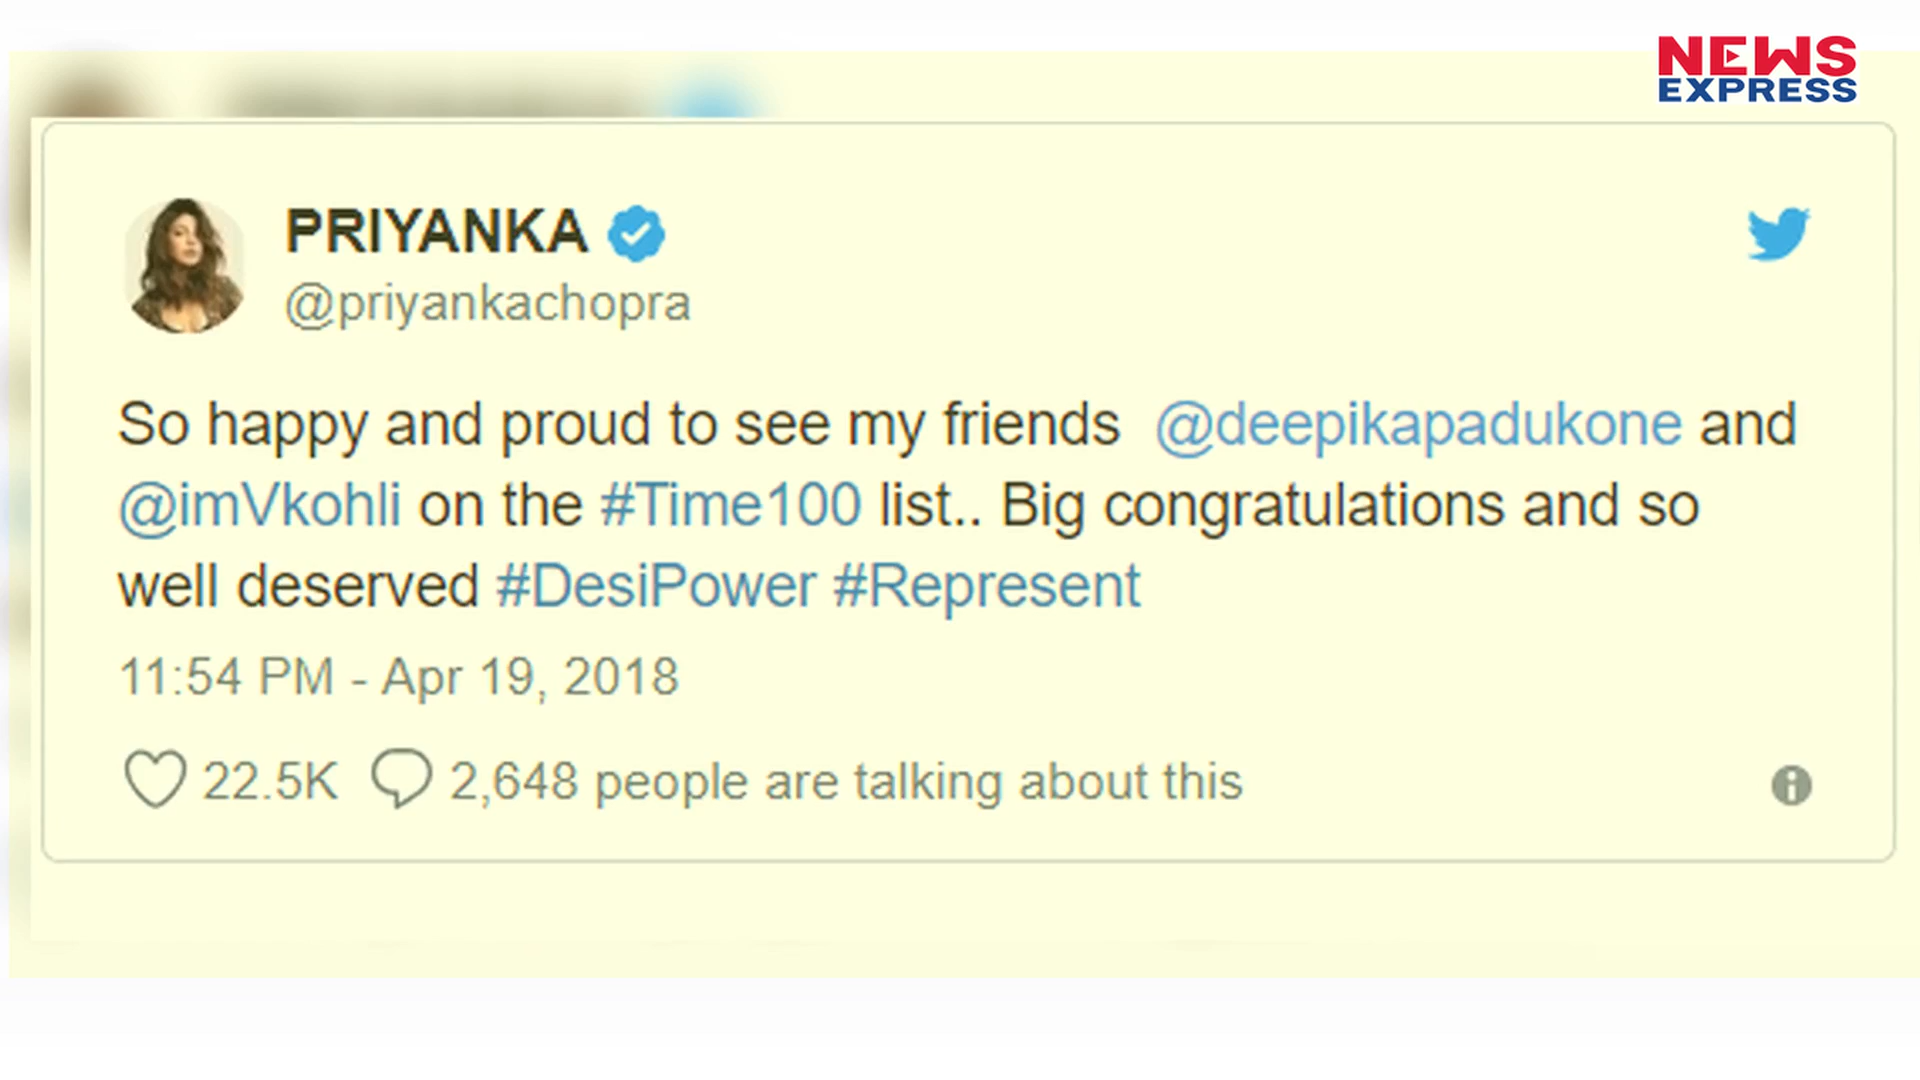 NEWS
EXPRESS
PRIYANKA
@priyankachopra
So happy and proud to see my friends @deepikapadukone and
@imVkohli on the #Time100 list.. Big congratulations and so
well deserved #DesiPower #Represent
11:54 PM - Apr 19, 2018
22.5K 2,648 people are talking about this